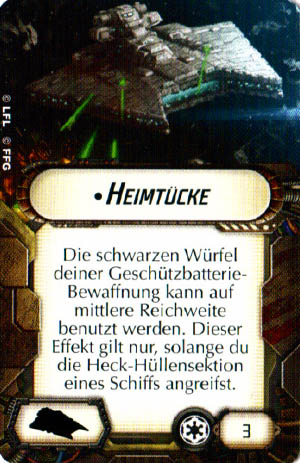 © LFL © FFG
• HEIMTÜCKE
Die schwarzen Würfel
deiner Geschützbatterie-
Bewaffnung kann auf
mittlere Reichweite
benutzt werden. Dieser
Effekt gilt nur, solange du
die Heck-Hüllensektion
eines Schiffs angreifst.
3